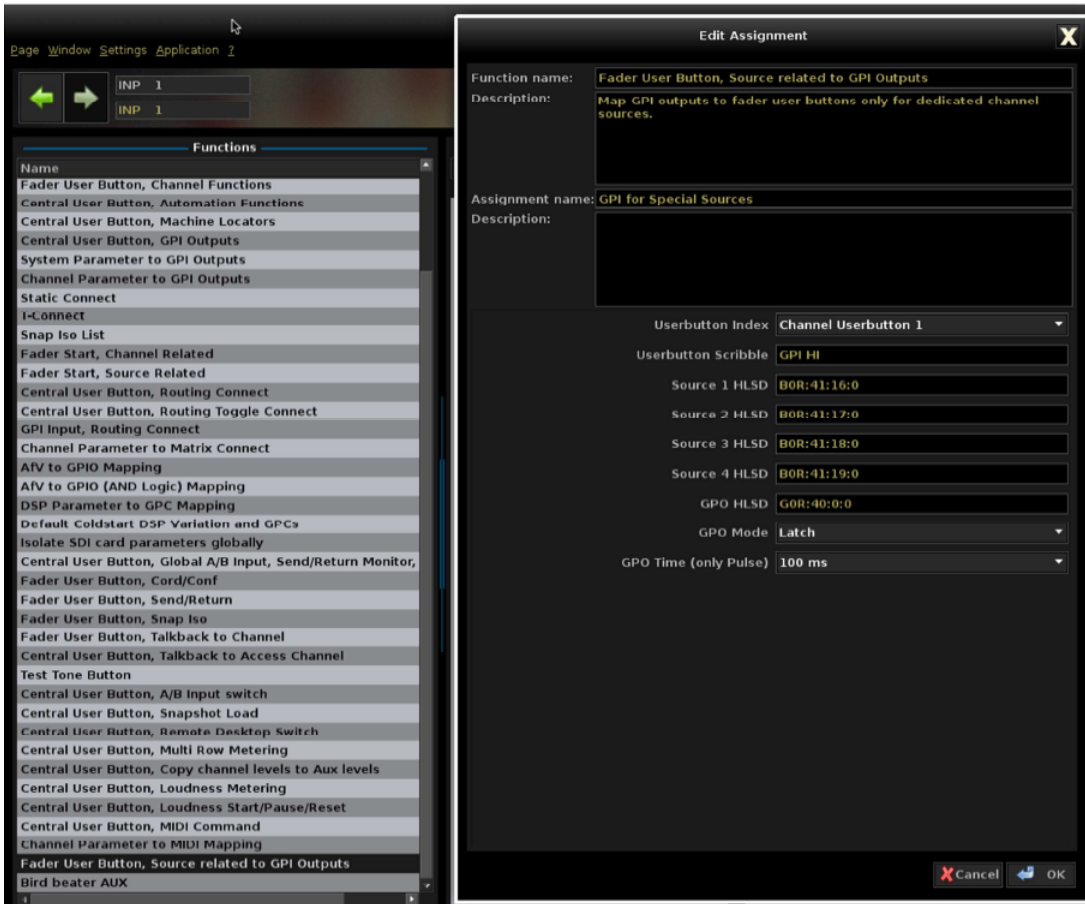 Page Window Settings Application ?
INP 1
INP 1
Functions
Name
Fader User Button, Channel Functions
Central User Button, Automation Functions
Central User Button, Machine Locators
Central User Button, GPI Outputs
System Parameter to GPI Outputs
Channel Parameter to GPI Outputs
Static Connect
I-Connect
Snap Iso List
Fader Start, Channel Related
Fader Start, Source Related
Central User Button, Routing Connect
Central User Button, Routing Toggle Connect
GPI Input, Routing Connect
Channel Parameter to Matrix Connect
AfV to GPIO Mapping
AfV to GPIO (AND Logic) Mapping
DSP Parameter to GPC Mapping
Default Coldstart DSP Variation and GPCs
Isolate SDI card parameters globally
Central User Button, Global A/B Input, Send/Return Monitor,
Fader User Button, Cord/Conf
Fader User Button, Send/Return
Fader User Button, Snap Iso
Fader User Button, Talkback to Channel
Central User Button, Talkback to Access Channel
Test Tone Button
Central User Button, A/B Input switch
Central User Button, Snapshot Load
Central User Button, Remote Desktop Switch
Central User Button, Multi Row Metering
Central User Button, Copy channel levels to Aux levels
Central User Button, Loudness Metering
Central User Button, Loudness Start/Pause/Reset
Central User Button, MIDI Command
Channel Parameter to MIDI Mapping
Fader User Button, Source related to GPI Outputs
Bird beater AUX
Edit Assignment
X
Function name: Fader User Button, Source related to GPI Outputs
Description: Map GPI outputs to fader user buttons only for dedicated channel
sources.
Assignment name: GPI for Special Sources
Description:
Userbutton Index Channel Userbutton 1
Userbutton Scribble GPI HI
Source 1 HLSD B0R:41:16:0
Source 2 HLSD B0R:41:17:0
Source 3 HLSD B0R:41:18:0
Source 4 HLSD B0R:41:19:0
GPO HLSD G0R:40:0:0
GPO Mode Latch
GPO Time (only Pulse) 100 ms
Cancel OK